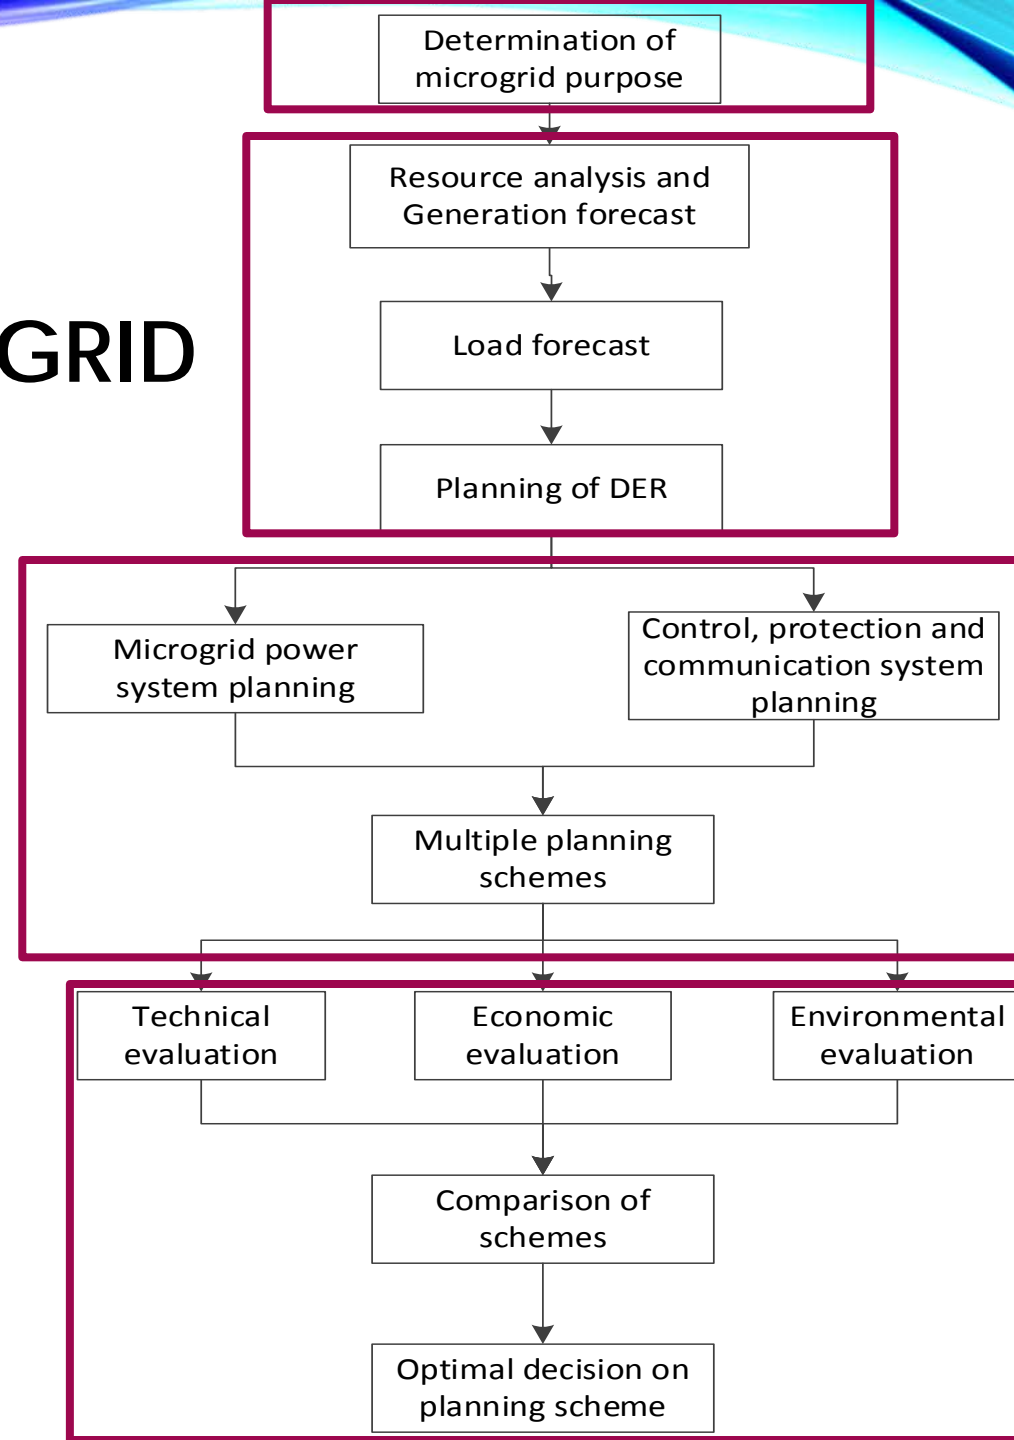 Determination of
microgrid purpose
Resource analysis and
Generation forecast
GRID
Load forecast
Planning of DER
Microgrid power
system planning
Control, protection and
communication system
planning
Multiple planning
schemes
Technical
evaluation
Economic
evaluation
Environmental
evaluation
Comparison of
schemes
Optimal decision on
planning scheme